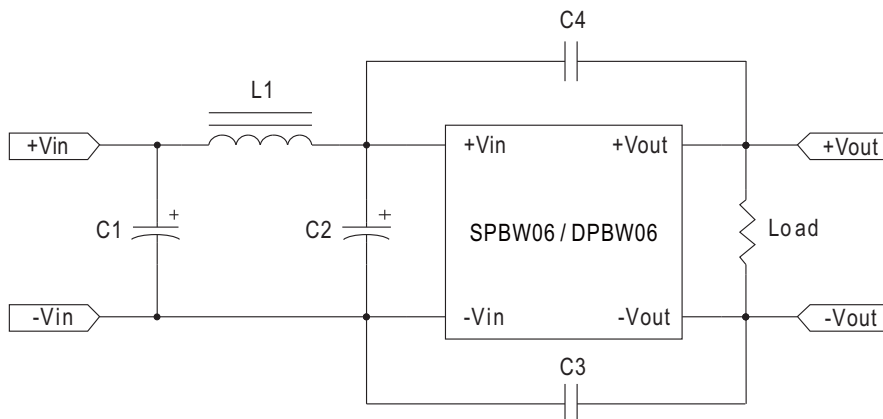 C4
L1
+Vin
+Vin
+Vout
+Vout
+
+
C1
C2
SPBW06 / DPBW06
Load
-Vin
-Vin
-Vout
-Vout
C3